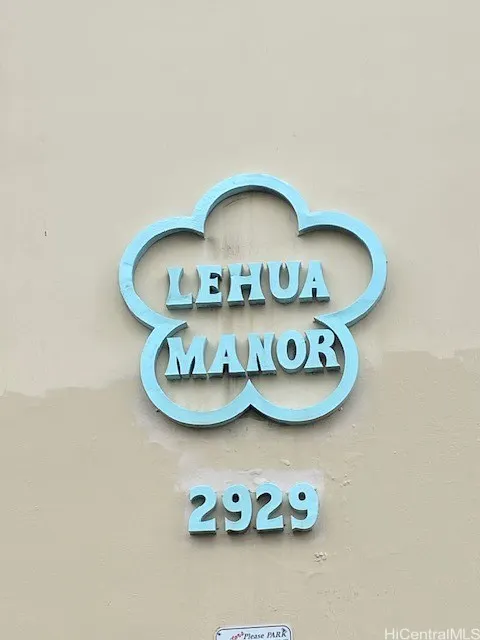 LEHUA
MANOR
2929
Please PARK
HiCentralMLS